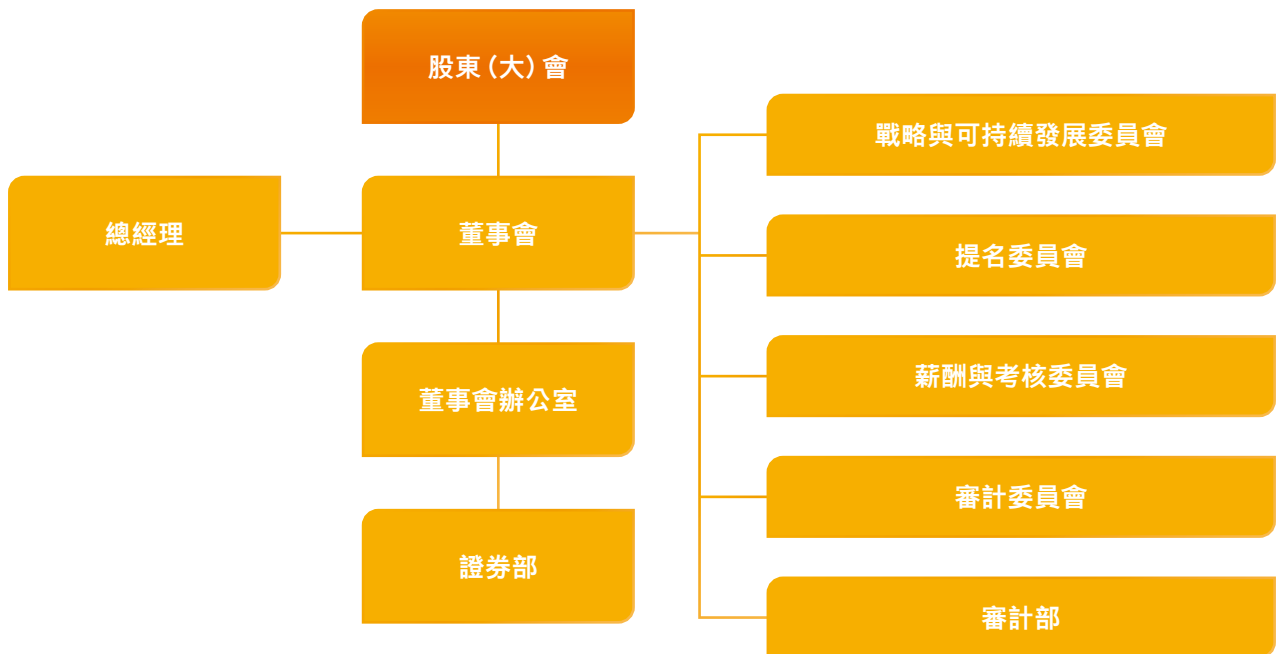 股東（大）會
戰略與可持續發展委員會
總經理
董事會
提名委員會
董事會辦公室
薪酬與考核委員會
審計委員會
證券部
審計部